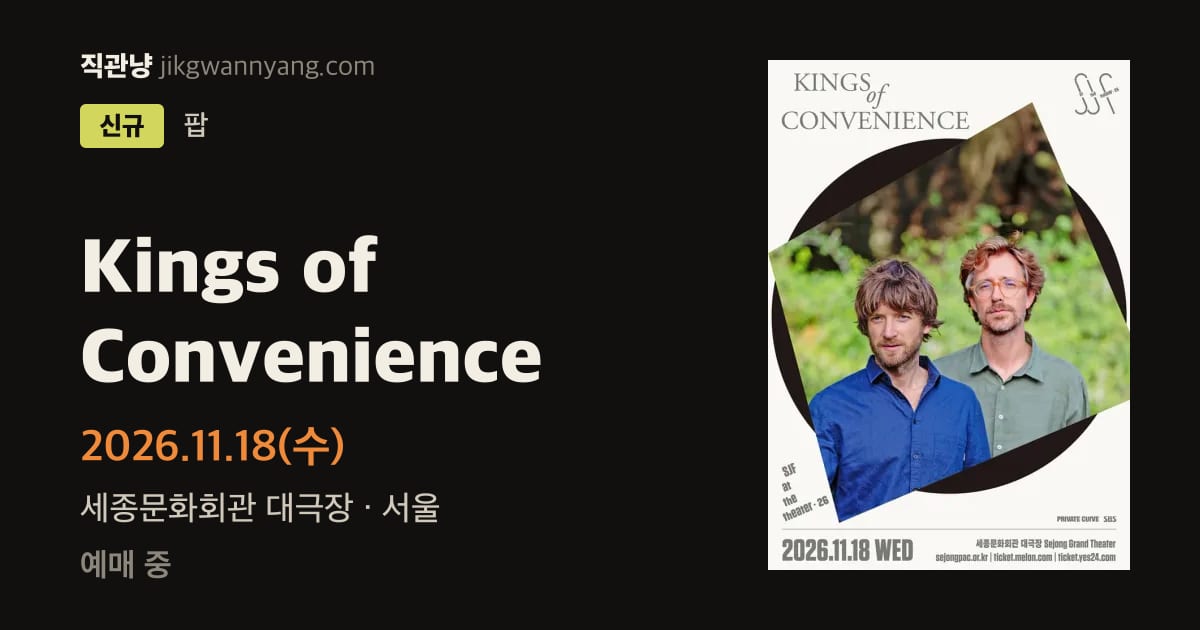 직관냥 jikgwannyang.com
신규 팝
Kings of
Convenience
2026.11.18(수)
세종문화회관 대극장 · 서울
예매 중
KINGS
of
CONVENIENCE
SJF
at
the
theater · 26
PRIVATE CURVE SBS
2026.11.18 WED
세종문화회관 대극장 Sejong Grand Theater
sejongpac.or.kr | ticket.melon.com | ticket.yes24.com